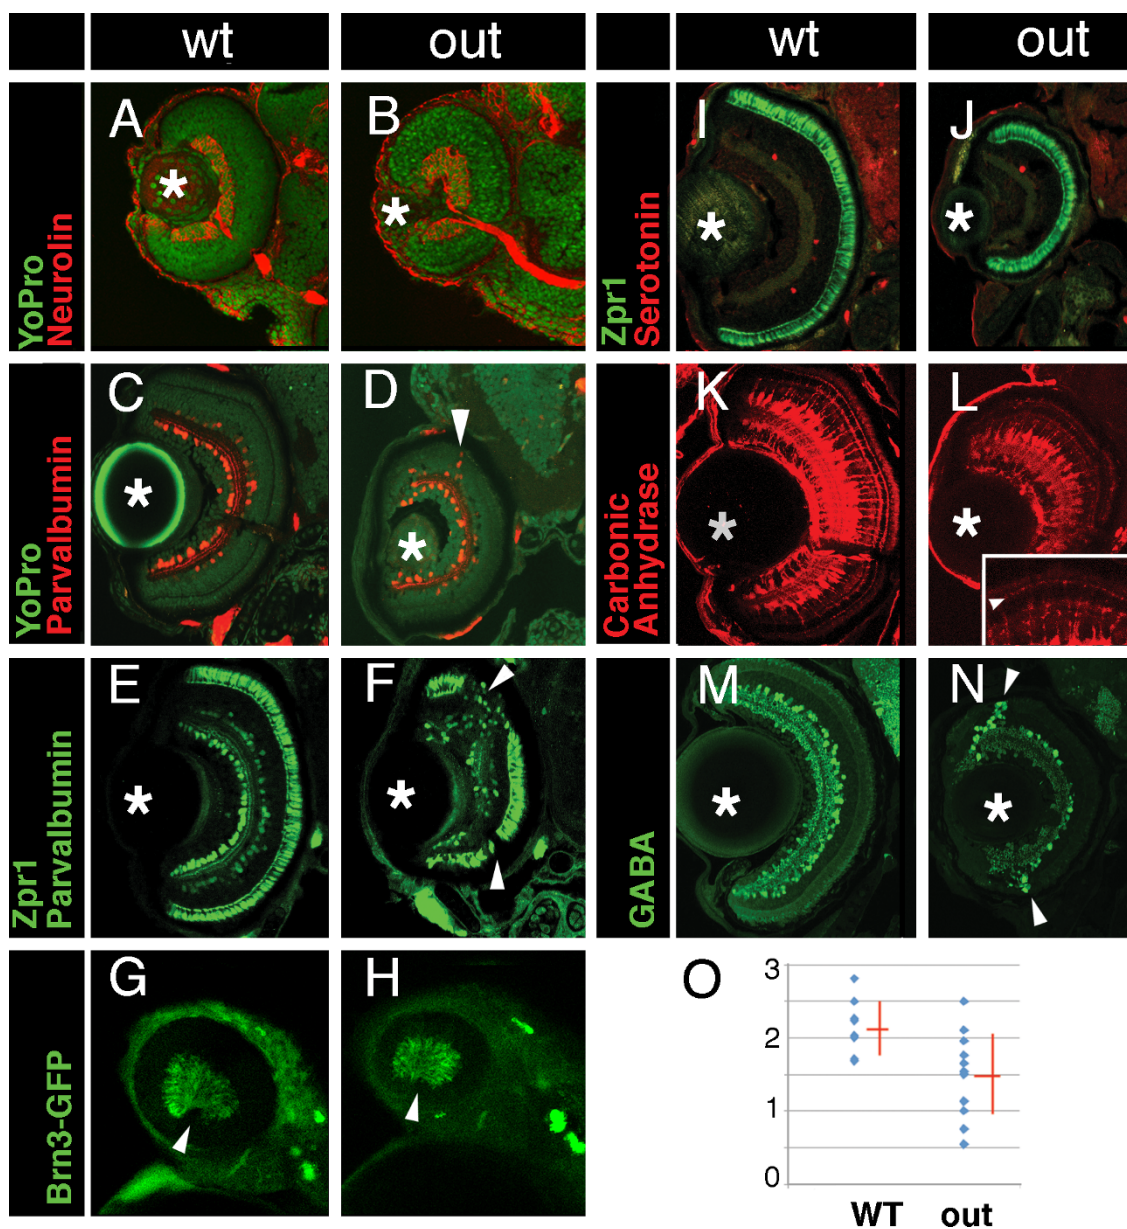 wt
out
wt
out
YoPro
Neurolin
A
*
B
*
Zpr1
Serotonin
I
*
J
*
YoPro
Parvalbumin
C
*
D
*
Carbonic
Anhydrase
K
*
L
*
Zpr1
Parvalbumin
E
*
F
*
GABA
M
*
N
*
Brn3-GFP
G
H
O
3
2
1
0
WT
out